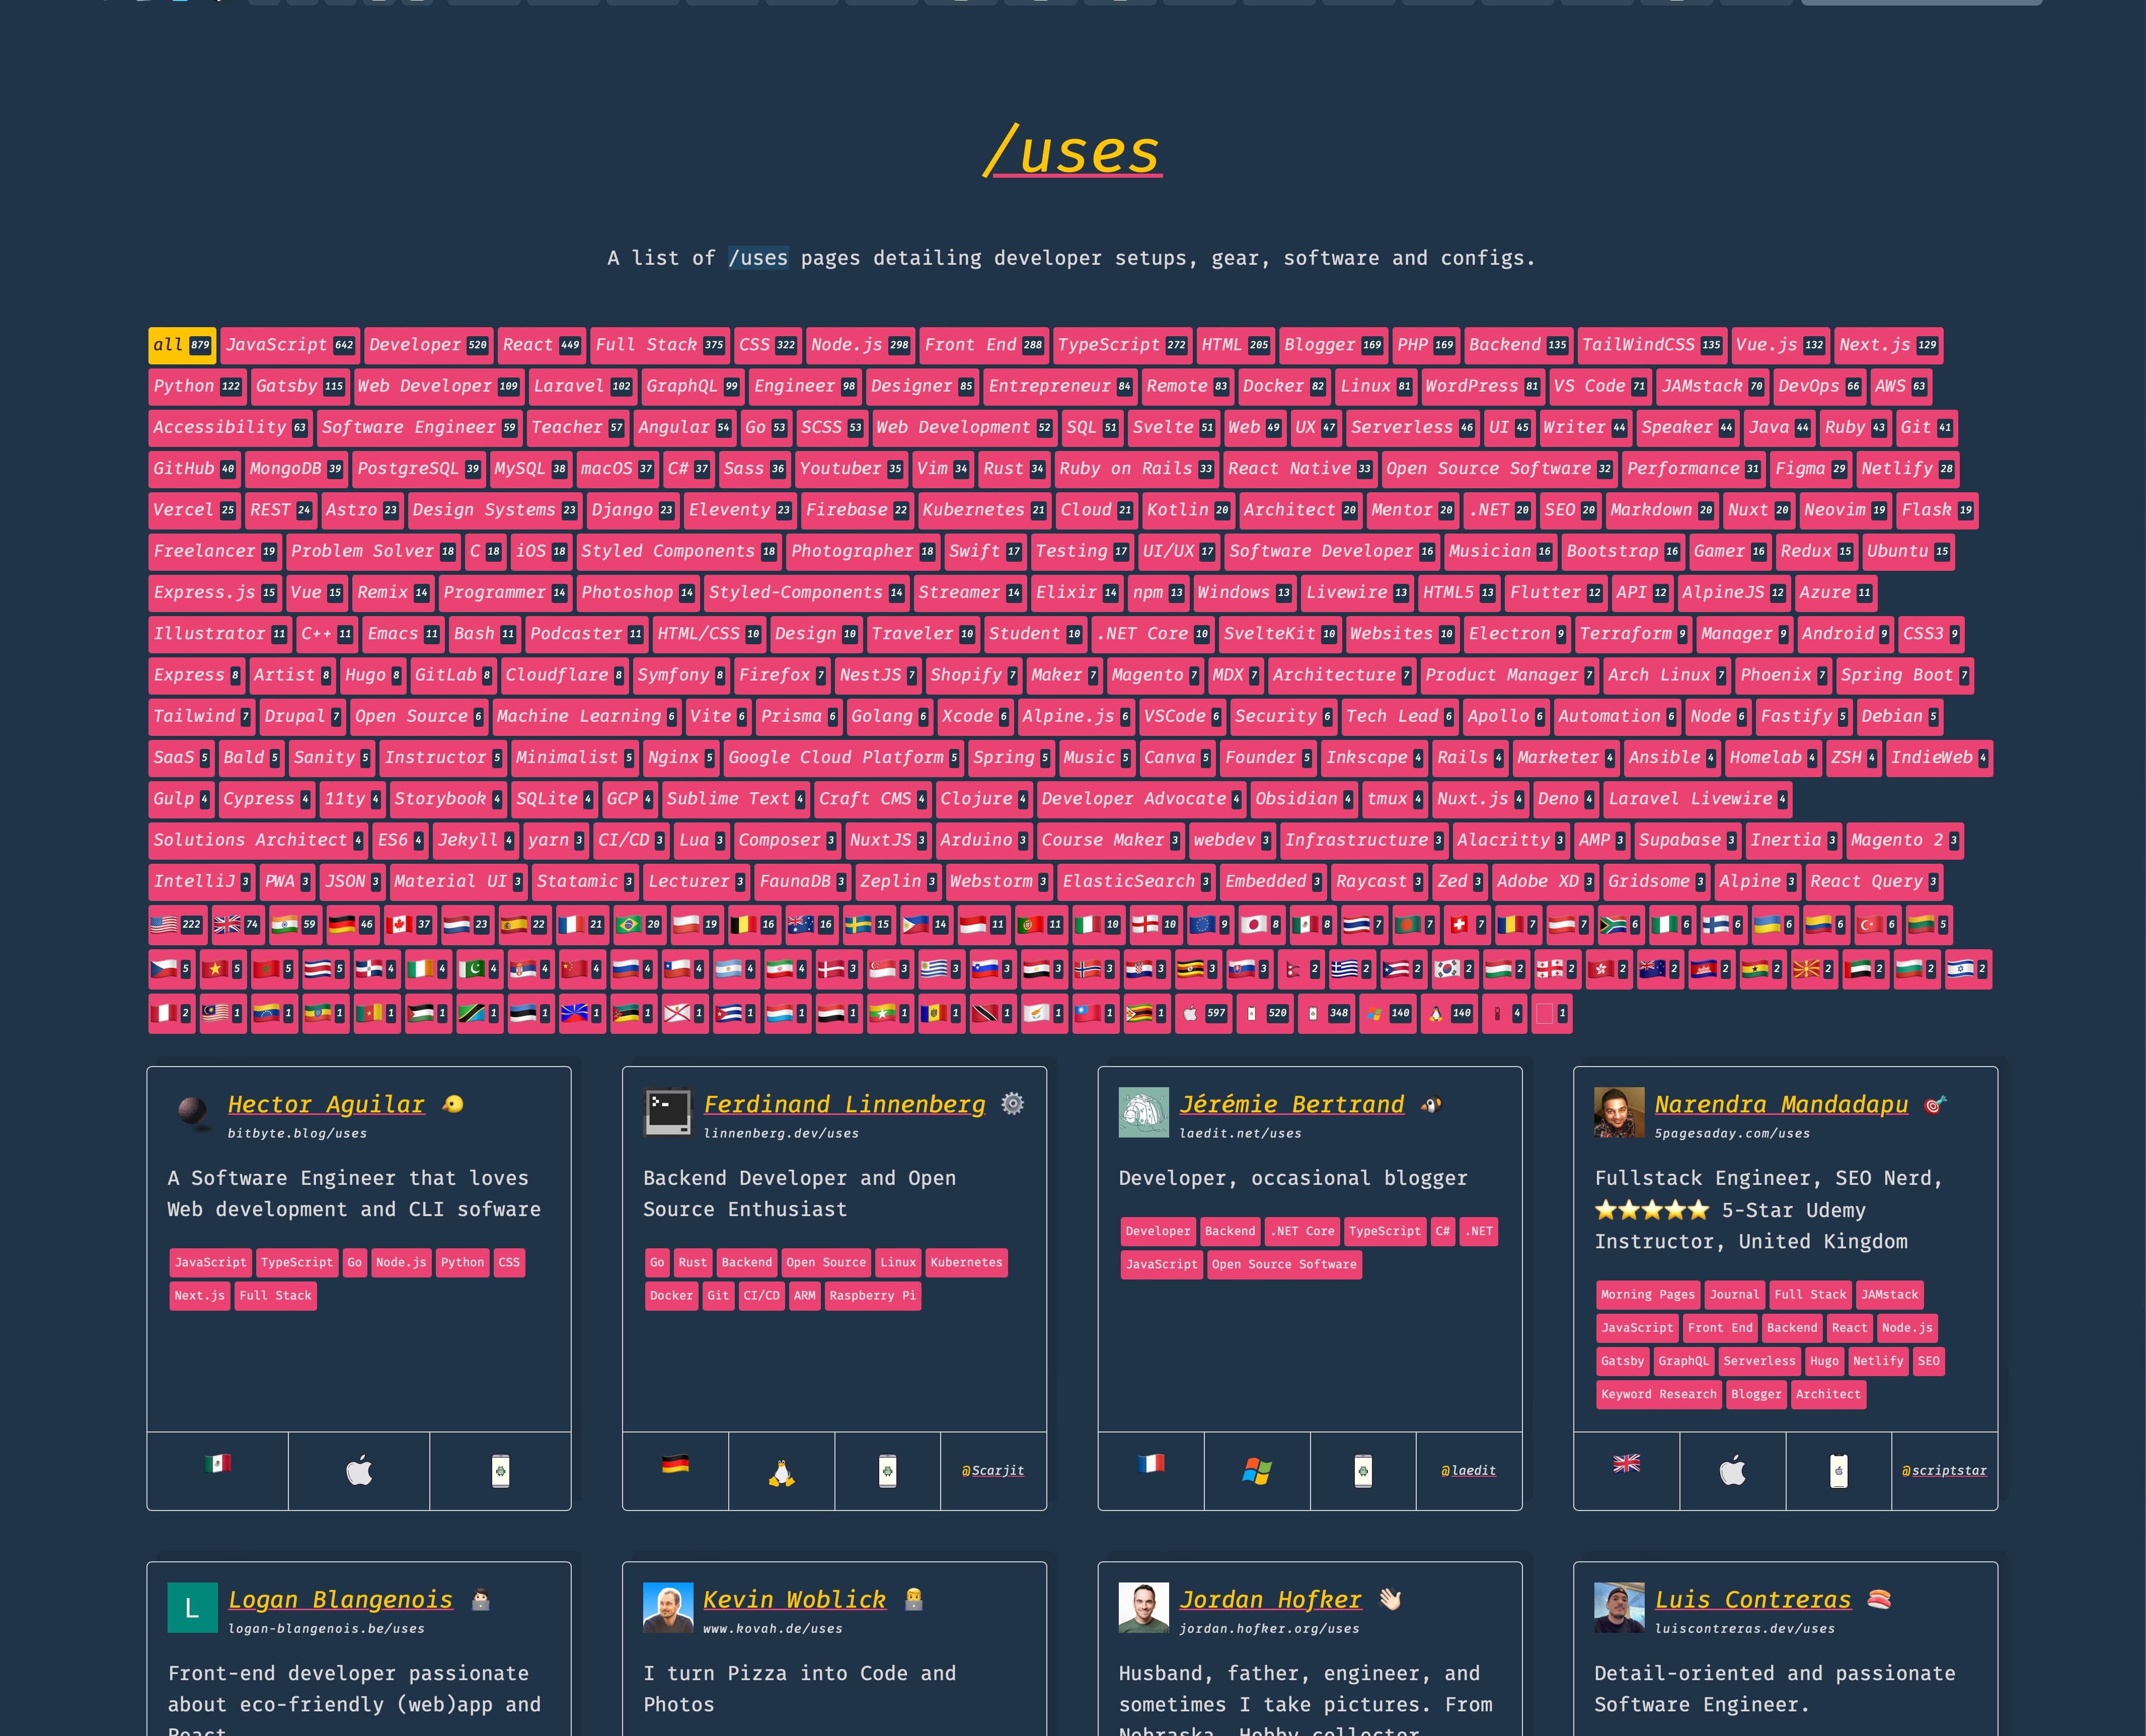 /uses
A list of /uses pages detailing developer setups, gear, software and configs.
all 879 JavaScript 642 Developer 520 React 449 Full Stack 375 CSS 322 Node.js 298 Front End 288 TypeScript 272 HTML 205 Blogger 169 PHP 169 Backend 135 TailWindCSS 135 Vue.js 132 Next.js 129
Python 122 Gatsby 115 Web Developer 109 Laravel 102 GraphQL 99 Engineer 98 Designer 85 Entrepreneur 84 Remote 83 Docker 82 Linux 81 WordPress 81 VS Code 71 JAMstack 70 DevOps 66 AWS 63
Accessibility 63 Software Engineer 59 Teacher 57 Angular 54 Go 53 SCSS 53 Web Development 52 SQL 51 Svelte 51 Web 49 UX 47 Serverless 46 UI 45 Writer 44 Speaker 44 Java 44 Ruby 43 Git 41
GitHub 40 MongoDB 39 PostgreSQL 39 MySQL 38 macOS 37 C# 37 Sass 36 Youtuber 35 Vim 34 Rust 34 Ruby on Rails 33 React Native 33 Open Source Software 32 Performance 31 Figma 29 Netlify 28
Vercel 25 REST 24 Astro 23 Design Systems 23 Django 23 Eleventy 23 Firebase 22 Kubernetes 21 Cloud 21 Kotlin 20 Architect 20 Mentor 20 .NET 20 SEO 20 Markdown 20 Nuxt 20 Neovim 19 Flask 19
Freelancer 19 Problem Solver 18 C 18 iOS 18 Styled Components 18 Photographer 18 Swift 17 Testing 17 UI/UX 17 Software Developer 16 Musician 16 Bootstrap 16 Gamer 16 Redux 15 Ubuntu 15
Express.js 15 Vue 15 Remix 14 Programmer 14 Photoshop 14 Styled-Components 14 Streamer 14 Elixir 14 npm 13 Windows 13 Livewire 13 HTML5 13 Flutter 12 API 12 AlpineJS 12 Azure 11
Illustrator 11 C++ 11 Emacs 11 Bash 11 Podcaster 11 HTML/CSS 10 Design 10 Traveler 10 Student 10 .NET Core 10 SvelteKit 10 Websites 10 Electron 9 Terraform 9 Manager 9 Android 9 CSS3 9
Express 8 Artist 8 Hugo 8 GitLab 8 Cloudflare 8 Symfony 8 Firefox 7 NestJS 7 Shopify 7 Maker 7 Magento 7 MDX 7 Architecture 7 Product Manager 7 Arch Linux 7 Phoenix 7 Spring Boot 7
Tailwind 7 Drupal 7 Open Source 6 Machine Learning 6 Vite 6 Prisma 6 Golang 6 Xcode 6 Alpine.js 6 VSCode 6 Security 6 Tech Lead 6 Apollo 6 Automation 6 Node 6 Fastify 5 Debian 5
SaaS 5 Bald 5 Sanity 5 Instructor 5 Minimalist 5 Nginx 5 Google Cloud Platform 5 Spring 5 Music 5 Canva 5 Founder 5 Inkscape 4 Rails 4 Marketer 4 Ansible 4 Homelab 4 ZSH 4 IndieWeb 4
Gulp 4 Cypress 4 11ty 4 Storybook 4 SQLite 4 GCP 4 Sublime Text 4 Craft CMS 4 Clojure 4 Developer Advocate 4 Obsidian 4 tmux 4 Nuxt.js 4 Deno 4 Laravel Livewire 4
Solutions Architect 4 ES6 4 Jekyll 4 yarn 3 CI/CD 3 Lua 3 Composer 3 NuxtJS 3 Arduino 3 Course Maker 3 webdev 3 Infrastructure 3 Alacritty 3 AMP 3 Supabase 3 Inertia 3 Magento 2 3
IntelliJ 3 PWA 3 JSON 3 Material UI 3 Statamic 3 Lecturer 3 FaunaDB 3 Zeplin 3 Webstorm 3 ElasticSearch 3 Embedded 3 Raycast 3 Zed 3 Adobe XD 3 Gridsome 3 Alpine 3 React Query 3
222 74 59 46 37 23 22 21 20 19 16 16 15 14 11 11 10 10 9 8 8 7 7 7 7 7 6 6 6 6 6 6 5
5 5 5 5 4 4 4 4 4 4 4 4 4 3 3 3 3 3 3 3 3 3 2 2 2 2 2 2 2 2 2 2 2 2 2 2
2 1 1 1 1 1 1 1 1 1 1 1 1 1 1 1 1 1 1 1 597 520 348 140 140 4 1
Hector Aguilar
bitbyte.blog/uses
A Software Engineer that loves
Web development and CLI sofware
JavaScript TypeScript Go Node.js Python CSS
Next.js Full Stack
Ferdinand Linnenberg
linnenberg.dev/uses
Backend Developer and Open
Source Enthusiast
Go Rust Backend Open Source Linux Kubernetes
Docker Git CI/CD ARM Raspberry Pi
@Scarjit
Jérémie Bertrand
laedit.net/uses
Developer, occasional blogger
Developer Backend .NET Core TypeScript C# .NET
JavaScript Open Source Software
@laedit
Narendra Mandadapu
5pagesaday.com/uses
Fullstack Engineer, SEO Nerd,
⭐⭐⭐⭐⭐ 5-Star Udemy
Instructor, United Kingdom
Morning Pages Journal Full Stack JAMstack
JavaScript Front End Backend React Node.js
Gatsby GraphQL Serverless Hugo Netlify SEO
Keyword Research Blogger Architect
@scriptstar
L
Logan Blangenois
logan-blangenois.be/uses
Front-end developer passionate
about eco-friendly (web)app and
React
Kevin Woblick
www.kovah.de/uses
I turn Pizza into Code and
Photos
Jordan Hofker
jordan.hofker.org/uses
Husband, father, engineer, and
sometimes I take pictures. From
Nebraska. Hobby collector
Luis Contreras
luiscontreras.dev/uses
Detail-oriented and passionate
Software Engineer.